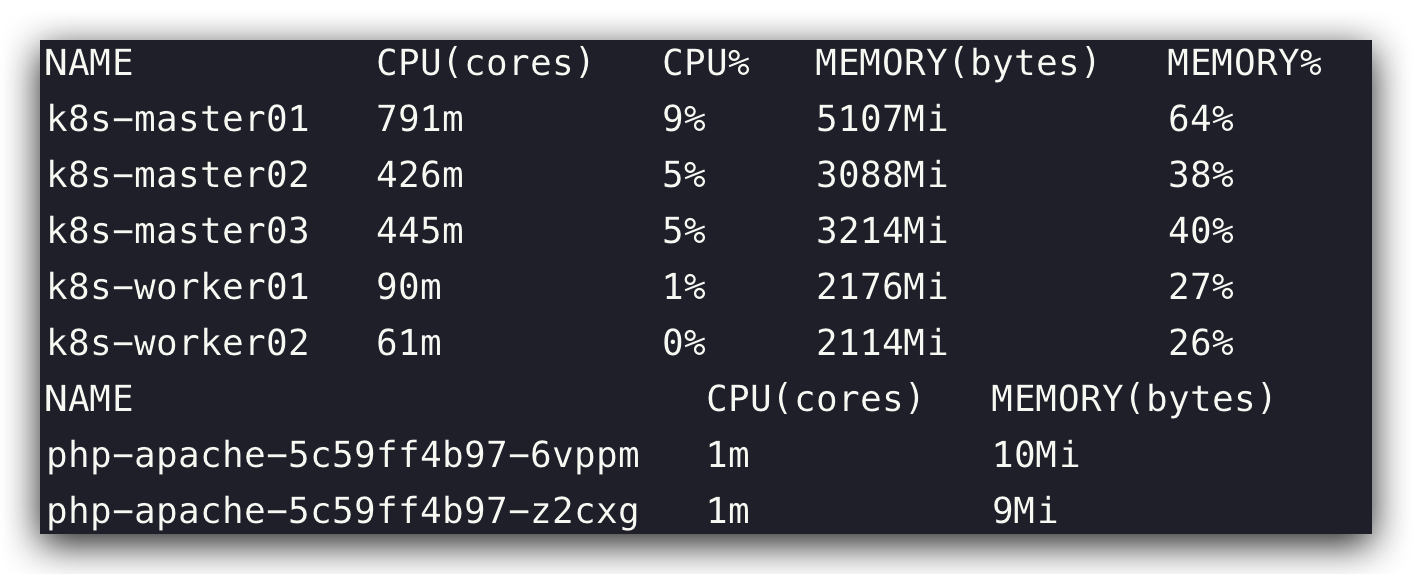 NAME CPU(cores) CPU% MEMORY(bytes) MEMORY%
k8s-master01 791m 9% 5107Mi 64%
k8s-master02 426m 5% 3088Mi 38%
k8s-master03 445m 5% 3214Mi 40%
k8s-worker01 90m 1% 2176Mi 27%
k8s-worker02 61m 0% 2114Mi 26%
NAME CPU(cores) MEMORY(bytes)
php-apache-5c59ff4b97-6vppm 1m 10Mi
php-apache-5c59ff4b97-z2cxg 1m 9Mi